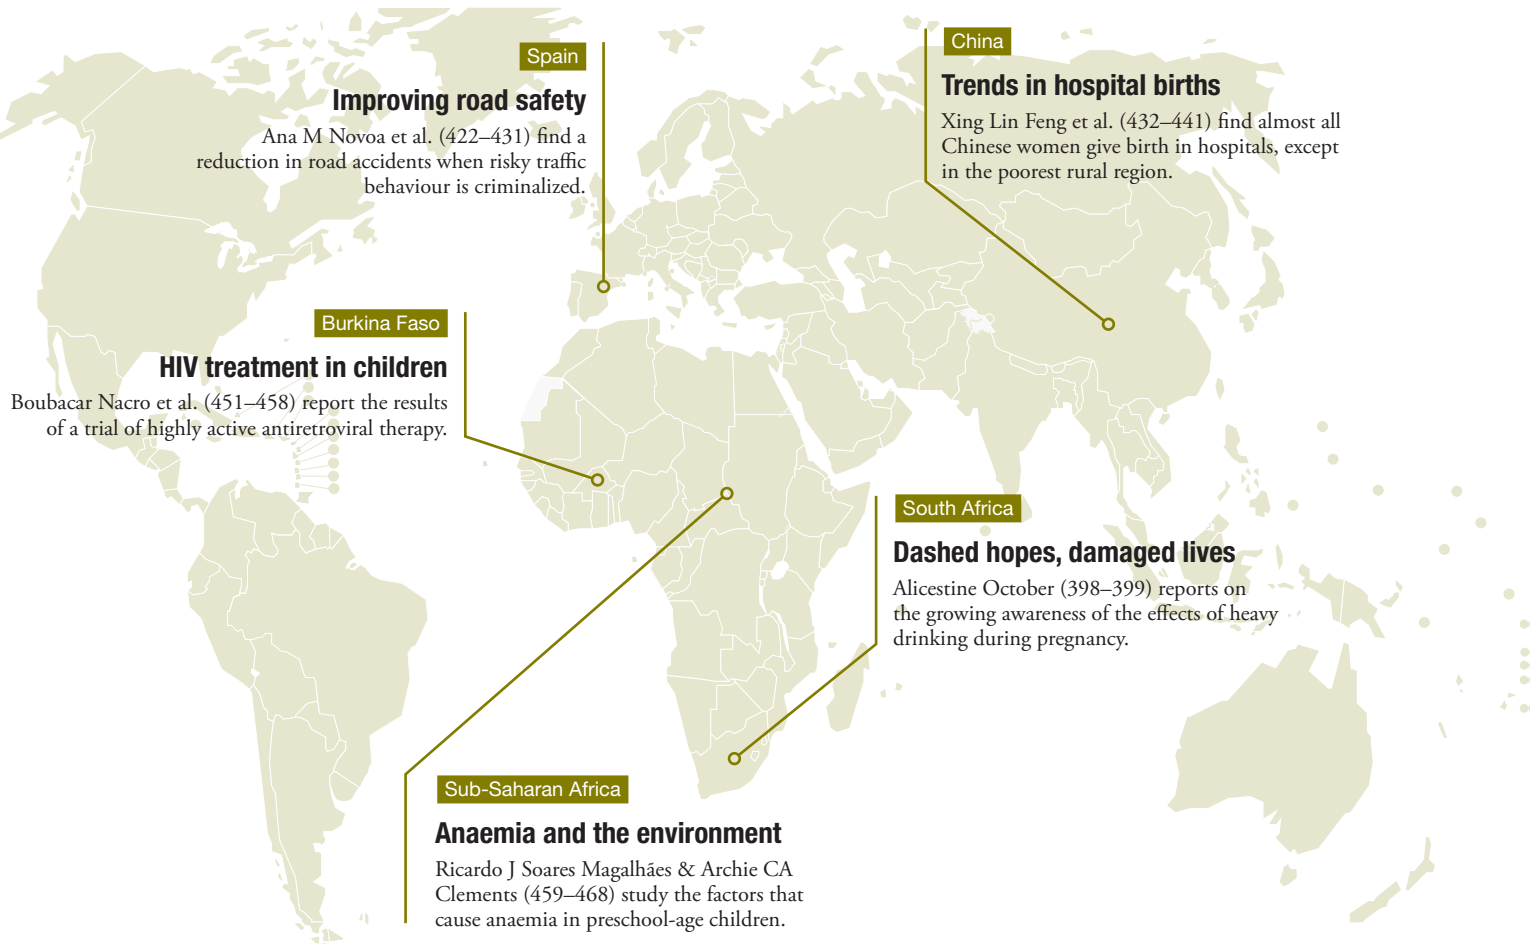 Spain
Improving road safety
Ana M Novoa et al. (422–431) find a
reduction in road accidents when risky traffic
behaviour is criminalized.
China
Trends in hospital births
Xing Lin Feng et al. (432–441) find almost all
Chinese women give birth in hospitals, except
in the poorest rural region.
Burkina Faso
HIV treatment in children
Boubacar Nacro et al. (451–458) report the results
of a trial of highly active antiretroviral therapy.
South Africa
Dashed hopes, damaged lives
Alicestine October (398–399) reports on
the growing awareness of the effects of heavy
drinking during pregnancy.
Sub-Saharan Africa
Anaemia and the environment
Ricardo J Soares Magalhães & Archie CA
Clements (459–468) study the factors that
cause anaemia in preschool-age children.